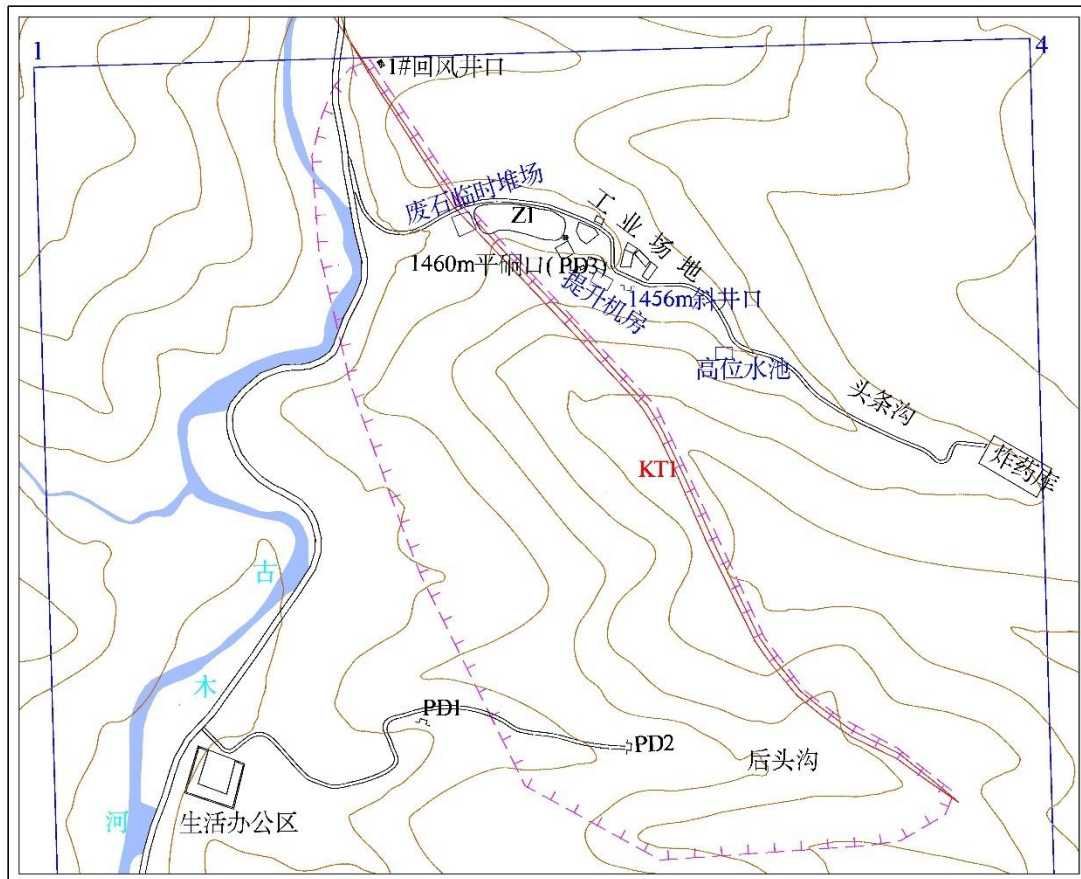 1
4
1#回风井口
废石临时堆场
Z1
工业场地
1460m平硐口(PD3)
提升机房
1456m斜井口
高位水池
头条沟
炸药库
KT1
古木河
PD1
PD2
后头沟
生活办公区